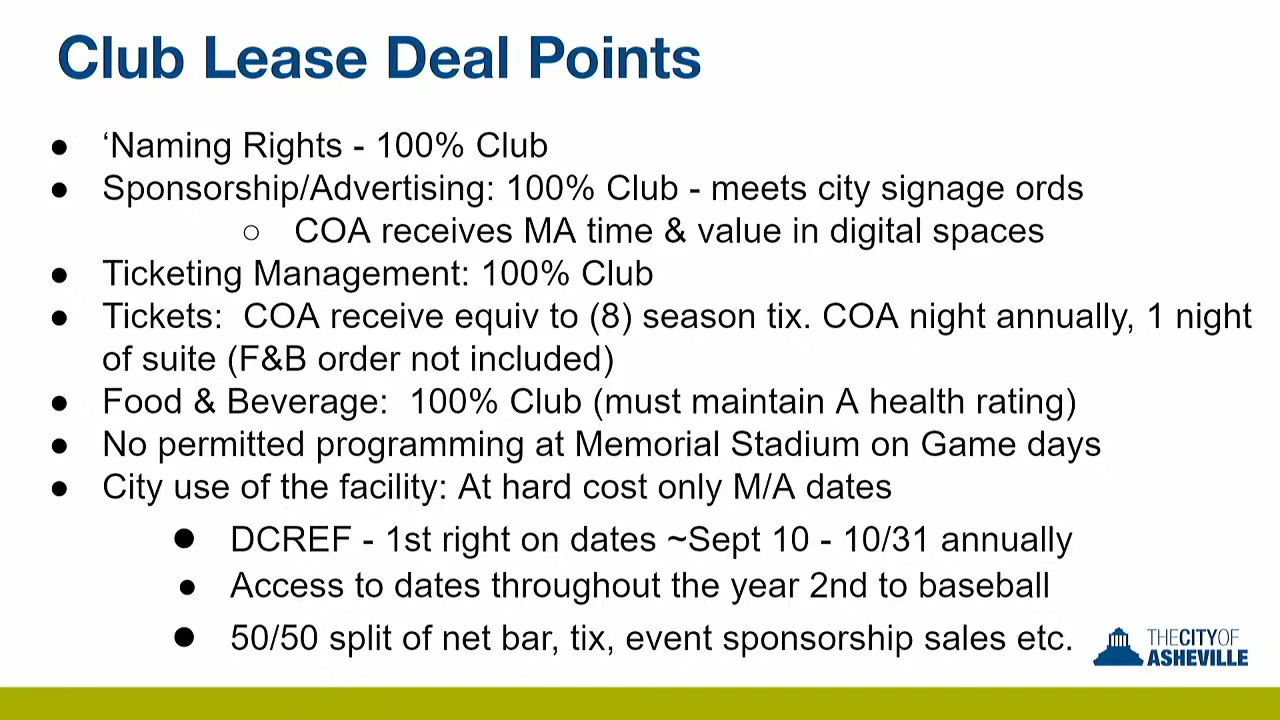 Club Lease Deal Points
● ‘Naming Rights - 100% Club
● Sponsorship/Advertising: 100% Club - meets city signage ords
○ COA receives MA time & value in digital spaces
● Ticketing Management: 100% Club
● Tickets:  COA receive equiv to (8) season tix. COA night annually, 1 night
of suite (F&B order not included)
● Food & Beverage:  100% Club (must maintain A health rating)
● No permitted programming at Memorial Stadium on Game days
● City use of the facility: At hard cost only M/A dates
● DCREF - 1st right on dates ~Sept 10 - 10/31 annually
● Access to dates throughout the year 2nd to baseball
● 50/50 split of net bar, tix, event sponsorship sales etc.
THE CITY OF
ASHEVILLE